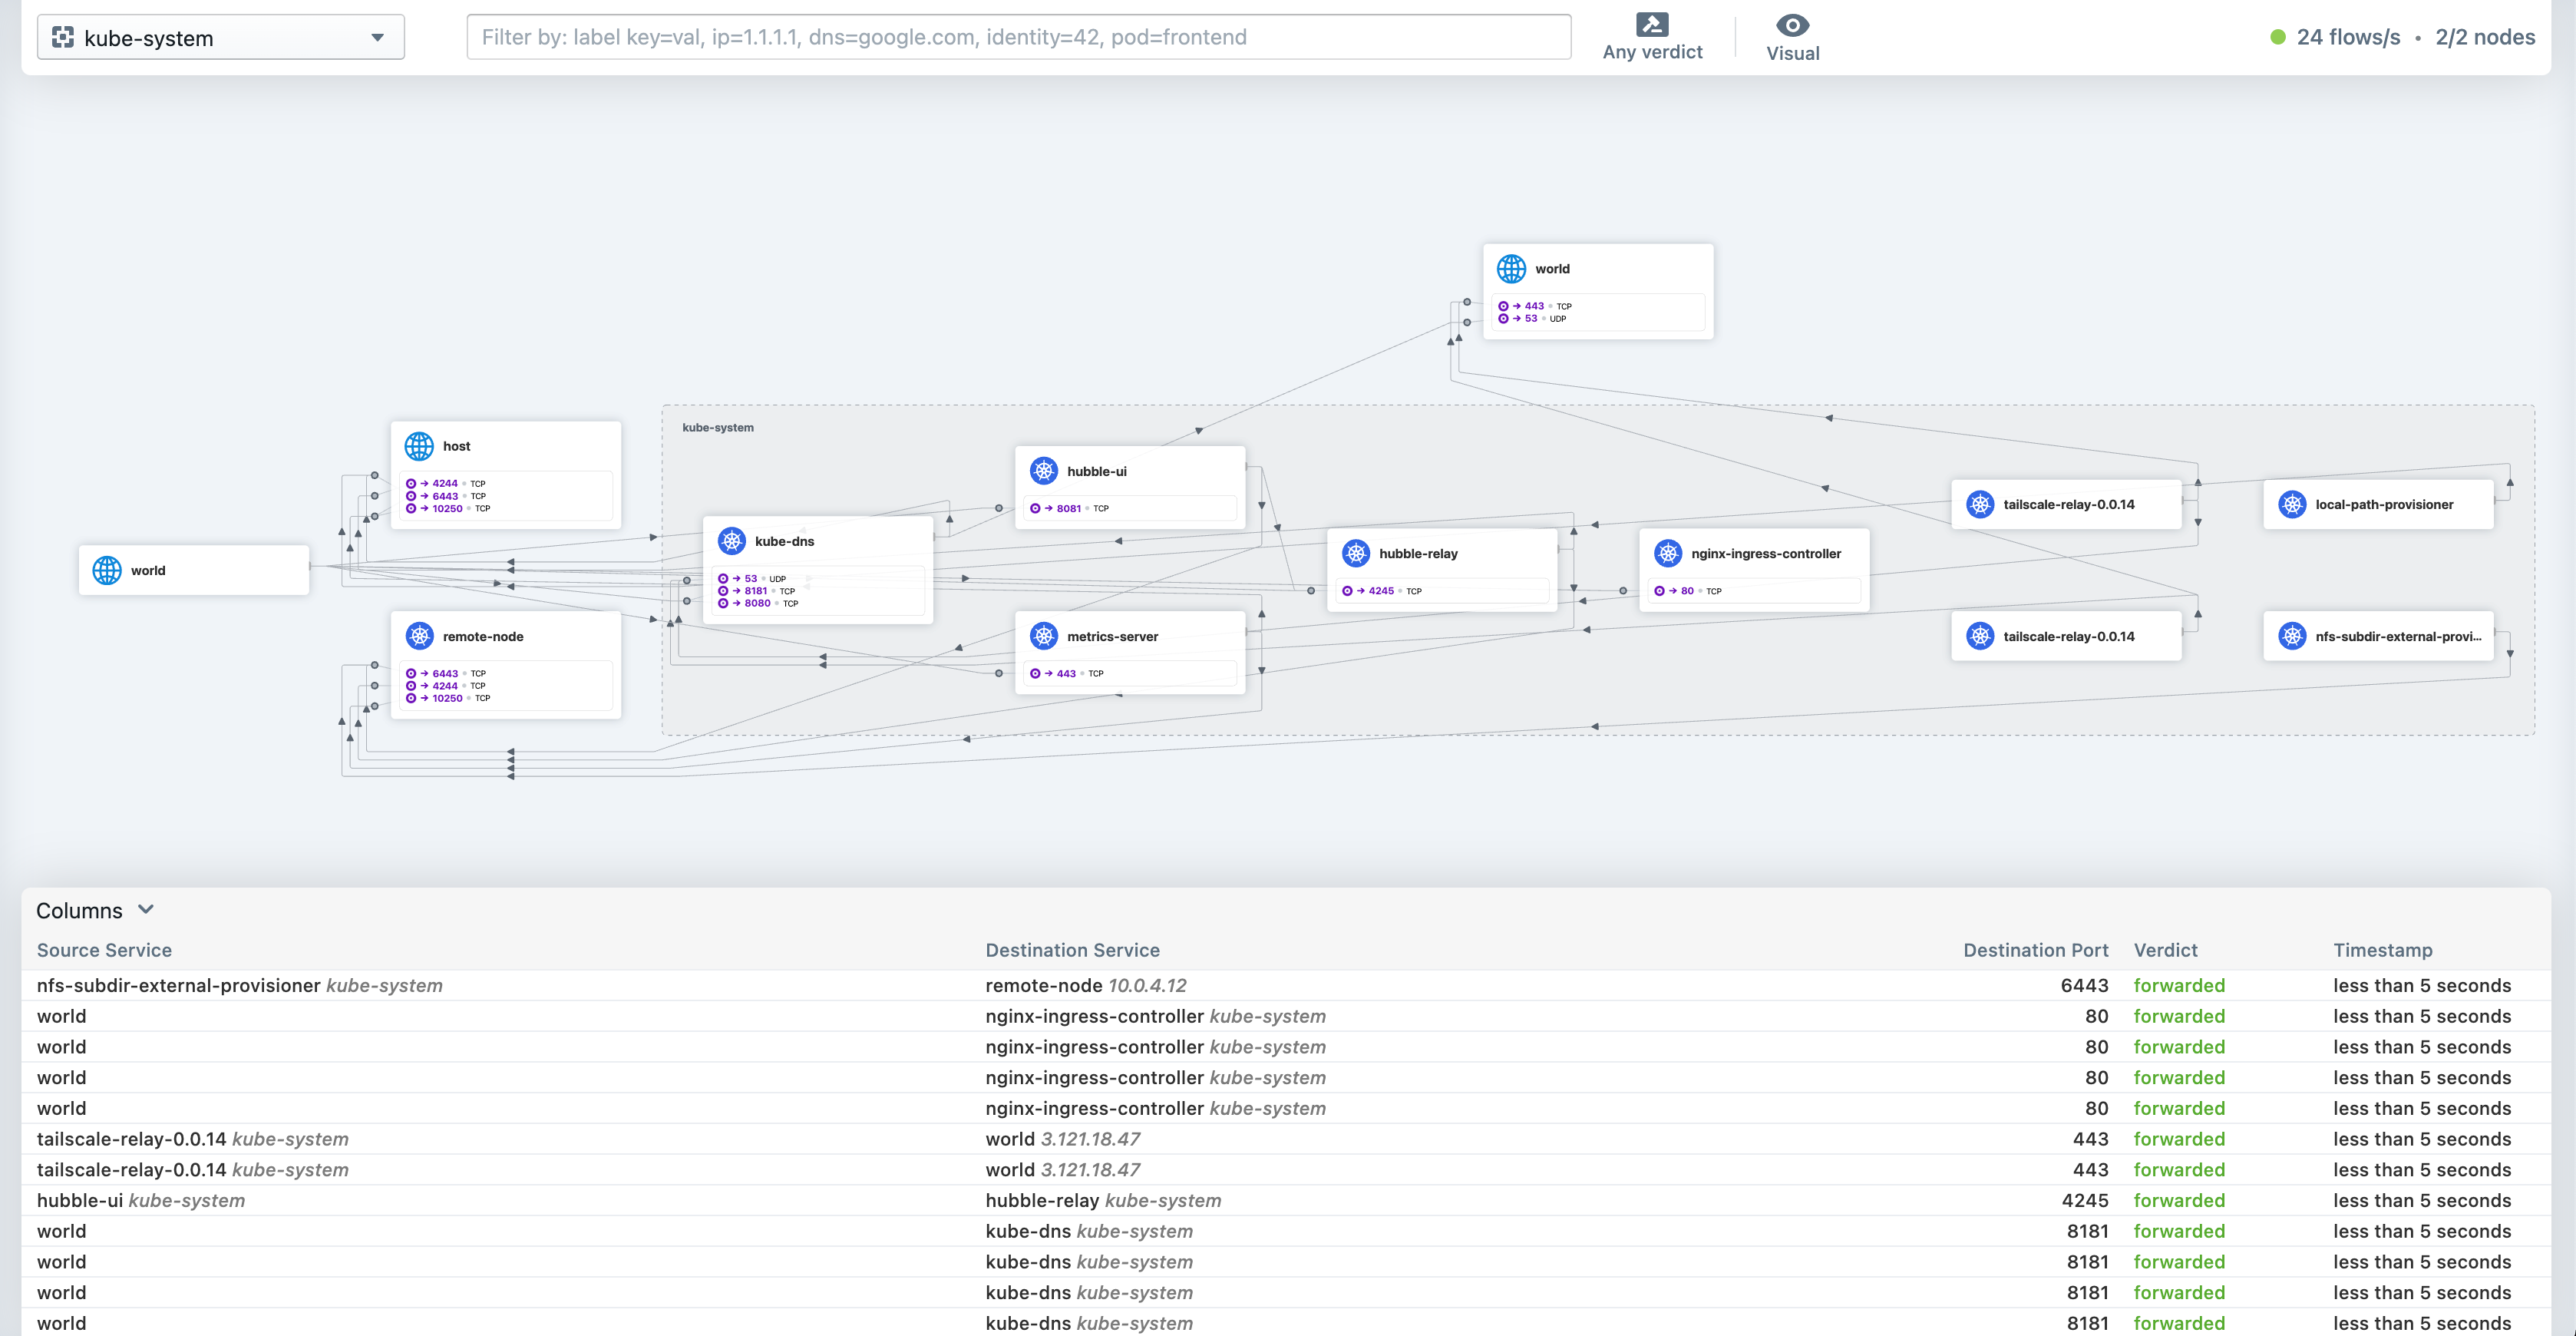 kube-system
Filter by: label key=val, ip=1.1.1.1, dns=google.com, identity=42, pod=frontend
Any verdict
Visual
24 flows/s • 2/2 nodes
world
→ 443 • TCP
→ 53 • UDP
kube-system
host
→ 4244 • TCP
→ 6443 • TCP
→ 10250 • TCP
hubble-ui
→ 8081 • TCP
tailscale-relay-0.0.14
local-path-provisioner
kube-dns
→ 53 • UDP
→ 8181 • TCP
→ 8080 • TCP
hubble-relay
→ 4245 • TCP
nginx-ingress-controller
→ 80 • TCP
world
remote-node
→ 6443 • TCP
→ 4244 • TCP
→ 10250 • TCP
metrics-server
→ 443 • TCP
tailscale-relay-0.0.14
nfs-subdir-external-provi...
Columns
Source Service Destination Service Destination Port Verdict Timestamp
nfs-subdir-external-provisioner kube-system remote-node 10.0.4.12 6443 forwarded less than 5 seconds
world nginx-ingress-controller kube-system 80 forwarded less than 5 seconds
world nginx-ingress-controller kube-system 80 forwarded less than 5 seconds
world nginx-ingress-controller kube-system 80 forwarded less than 5 seconds
world nginx-ingress-controller kube-system 80 forwarded less than 5 seconds
tailscale-relay-0.0.14 kube-system world 3.121.18.47 443 forwarded less than 5 seconds
tailscale-relay-0.0.14 kube-system world 3.121.18.47 443 forwarded less than 5 seconds
hubble-ui kube-system hubble-relay kube-system 4245 forwarded less than 5 seconds
world kube-dns kube-system 8181 forwarded less than 5 seconds
world kube-dns kube-system 8181 forwarded less than 5 seconds
world kube-dns kube-system 8181 forwarded less than 5 seconds
world kube-dns kube-system 8181 forwarded less than 5 seconds